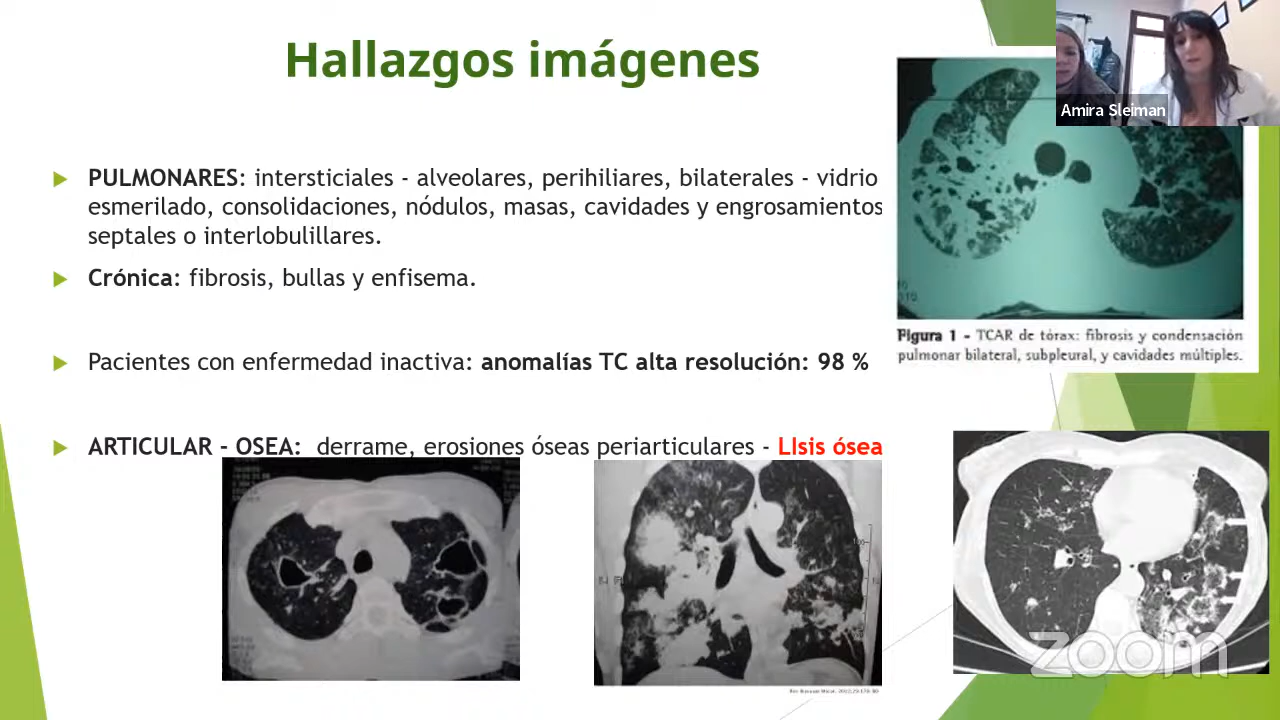 Hallazgos imágenes
Amira Sleiman
PULMONARES: intersticiales - alveolares, perihiliares, bilaterales - vidrio
esmerilado, consolidaciones, nódulos, masas, cavidades y engrosamientos
septales o interlobulillares.
Crónica: fibrosis, bullas y enfisema.
Figura 1 - TCAR de tórax: fibrosis y condensación
pulmonar bilateral, subpleural, y cavidades múltiples.
Pacientes con enfermedad inactiva: anomalías TC alta resolución: 98 %
ARTICULAR - OSEA: derrame, erosiones óseas periarticulares - LIsis ósea
zoom